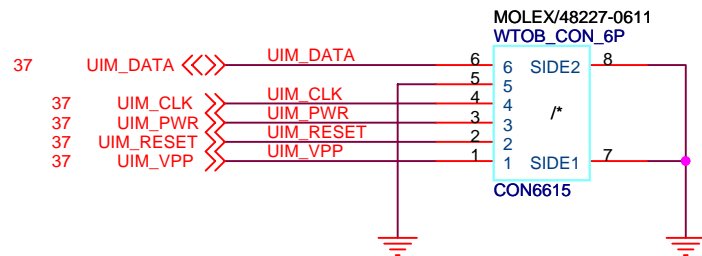 MOLEX/48227-0611
WTOB_CON_6P
37 UIM_DATA UIM_DATA 6 6 SIDE2 8
5 5
37 UIM_CLK UIM_CLK 4 4
37 UIM_PWR UIM_PWR 3 3 /*
37 UIM_RESET UIM_RESET 2 2
37 UIM_VPP UIM_VPP 1 1 SIDE1 7
CON6615